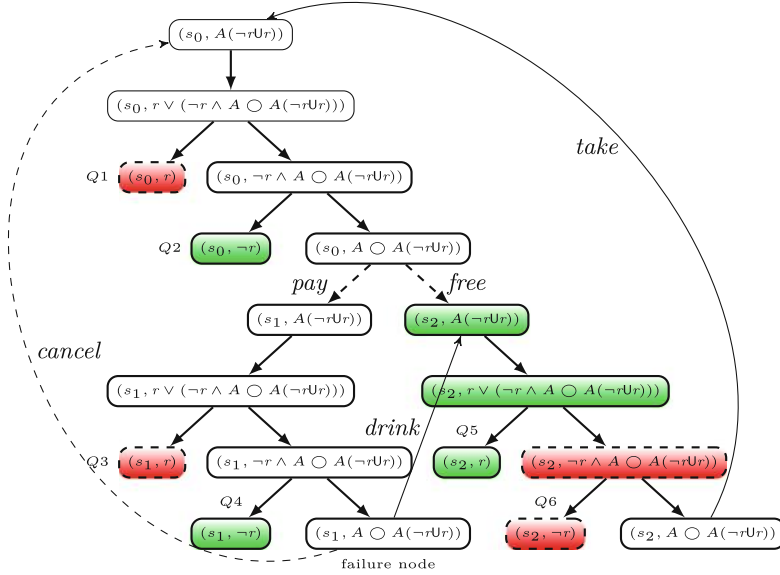 (s₀, A(¬rUr))
(s₀, r ∨ (¬r ∧ A ◯ A(¬rUr)))
take
Q1 (s₀, r) (s₀, ¬r ∧ A ◯ A(¬rUr))
Q2 (s₀, ¬r) (s₀, A ◯ A(¬rUr))
pay free
(s₁, A(¬rUr)) (s₂, A(¬rUr))
cancel
(s₁, r ∨ (¬r ∧ A ◯ A(¬rUr))) (s₂, r ∨ (¬r ∧ A ◯ A(¬rUr)))
drink Q5
Q3 (s₁, r) (s₁, ¬r ∧ A ◯ A(¬rUr)) (s₂, r) (s₂, ¬r ∧ A ◯ A(¬rUr))
Q4 Q6
(s₁, ¬r) (s₁, A ◯ A(¬rUr)) (s₂, ¬r) (s₂, A ◯ A(¬rUr))
failure node